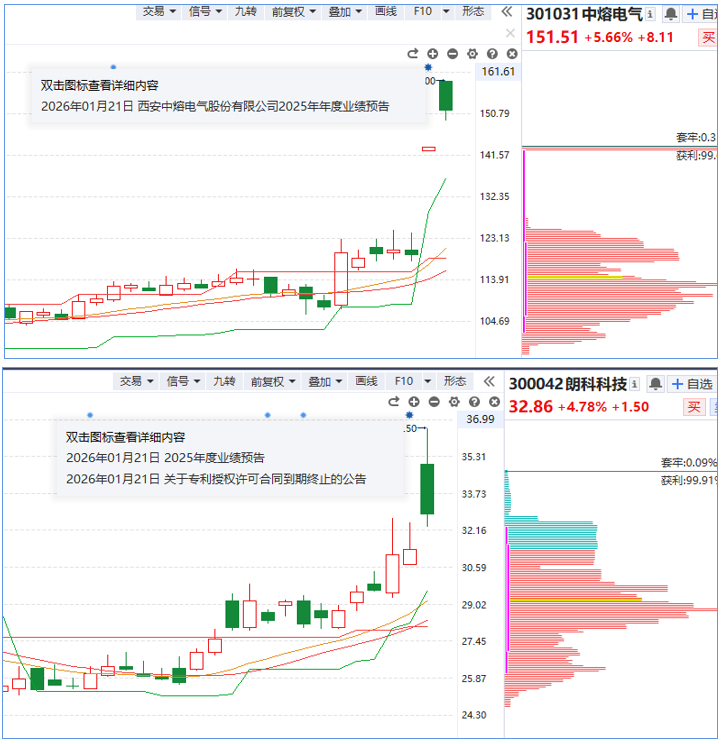 交易 信号 九转 前复权 叠加 画线 F10 形态
301031 中熔电气
151.51 +5.66% +8.11 买
双击图标查看详细内容
2026年01月21日 西安中熔电气股份有限公司2025年年度业绩预告
161.61
150.79
141.57
132.35
123.13
113.91
104.69
套牢:0.3
获利:99.
交易 信号 九转 前复权 叠加 画线 F10 形态
300042 朗科科技 自选
32.86 +4.78% +1.50 买
双击图标查看详细内容
2026年01月21日 2025年度业绩预告
2026年01月21日 关于专利授权许可合同到期终止的公告
36.99
35.31
33.73
32.16
30.59
29.02
27.45
25.87
24.30
套牢:0.09%
获利:99.91%